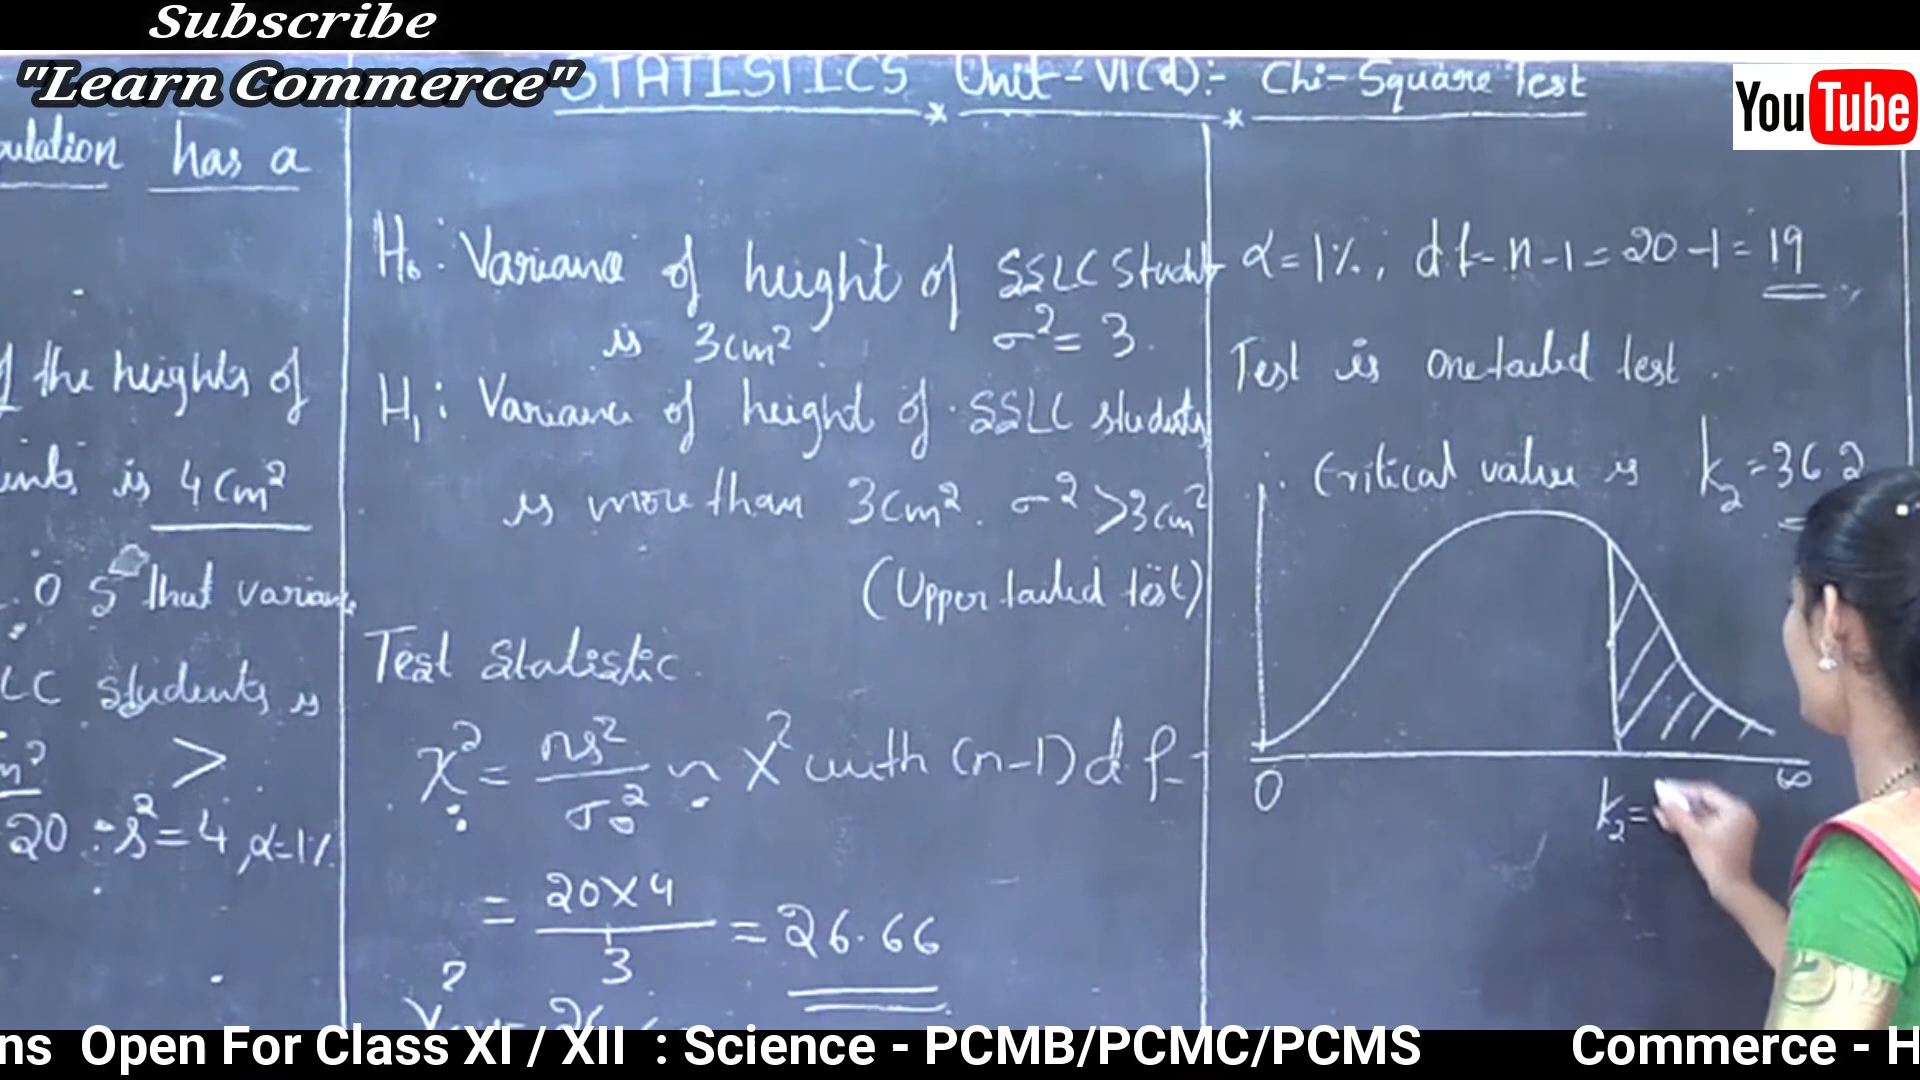 Subscribe
"Learn Commerce"
STATISTICS Unit-VI(d):- Chi-Square Test
YouTube
has a
f the heights of
is 4cm²
that variance
LC students is
>
20 s²=4, α=1%
H₀: Variance of height of SSLC Student
is 3cm². σ²=3.
H₁: Variance of height of SSLC students
is more than 3cm². σ²>3cm²
(Upper tailed test)
Test Statistic.
χ² = ns²/σ₀² ~ χ² with (n-1) d.f-
= 20×4/3 = 26.66
α=1%, d.f- n-1=20-1=19
Test is onetailed test.
∴ Critical value is k₂=36.2
0 k₂= ∞
ns Open For Class XI / XII : Science - PCMB/PCMC/PCMS Commerce - H